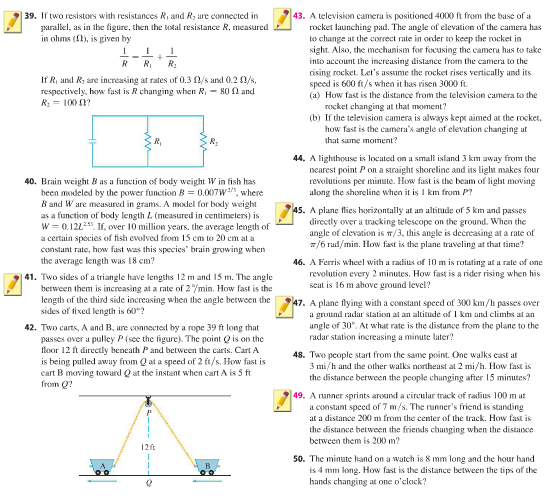 39. If two resistors with resistances R₁ and R₂ are connected in
parallel, as in the figure, then the total resistance R, measured
in ohms (Ω), is given by
1/R = 1/R₁ + 1/R₂
If R₁ and R₂ are increasing at rates of 0.3 Ω/s and 0.2 Ω/s,
respectively, how fast is R changing when R₁ = 80 Ω and
R₂ = 100 Ω?
R₁
R₂
40. Brain weight B as a function of body weight W in fish has
been modeled by the power function B = 0.007W^2/3, where
B and W are measured in grams. A model for body weight
as a function of body length L (measured in centimeters) is
W = 0.12L^2.53. If, over 10 million years, the average length of
a certain species of fish evolved from 15 cm to 20 cm at a
constant rate, how fast was this species' brain growing when
the average length was 18 cm?
41. Two sides of a triangle have lengths 12 m and 15 m. The angle
between them is increasing at a rate of 2°/min. How fast is the
length of the third side increasing when the angle between the
sides of fixed length is 60°?
42. Two carts, A and B, are connected by a rope 39 ft long that
passes over a pulley P (see the figure). The point Q is on the
floor 12 ft directly beneath P and between the carts. Cart A
is being pulled away from Q at a speed of 2 ft/s. How fast is
cart B moving toward Q at the instant when cart A is 5 ft
from Q?
P
12 ft
A
B
Q
43. A television camera is positioned 4000 ft from the base of a
rocket launching pad. The angle of elevation of the camera has
to change at the correct rate in order to keep the rocket in
sight. Also, the mechanism for focusing the camera has to take
into account the increasing distance from the camera to the
rising rocket. Let's assume the rocket rises vertically and its
speed is 600 ft/s when it has risen 3000 ft.
(a) How fast is the distance from the television camera to the
rocket changing at that moment?
(b) If the television camera is always kept aimed at the rocket,
how fast is the camera's angle of elevation changing at
that same moment?
44. A lighthouse is located on a small island 3 km away from the
nearest point P on a straight shoreline and its light makes four
revolutions per minute. How fast is the beam of light moving
along the shoreline when it is 1 km from P?
45. A plane flies horizontally at an altitude of 5 km and passes
directly over a tracking telescope on the ground. When the
angle of elevation is π/3, this angle is decreasing at a rate of
π/6 rad/min. How fast is the plane traveling at that time?
46. A Ferris wheel with a radius of 10 m is rotating at a rate of one
revolution every 2 minutes. How fast is a rider rising when his
seat is 16 m above ground level?
47. A plane flying with a constant speed of 300 km/h passes over
a ground radar station at an altitude of 1 km and climbs at an
angle of 30°. At what rate is the distance from the plane to the
radar station increasing a minute later?
48. Two people start from the same point. One walks east at
3 mi/h and the other walks northeast at 2 mi/h. How fast is
the distance between the people changing after 15 minutes?
49. A runner sprints around a circular track of radius 100 m at
a constant speed of 7 m/s. The runner's friend is standing
at a distance 200 m from the center of the track. How fast is
the distance between the friends changing when the distance
between them is 200 m?
50. The minute hand on a watch is 8 mm long and the hour hand
is 4 mm long. How fast is the distance between the tips of the
hands changing at one o'clock?